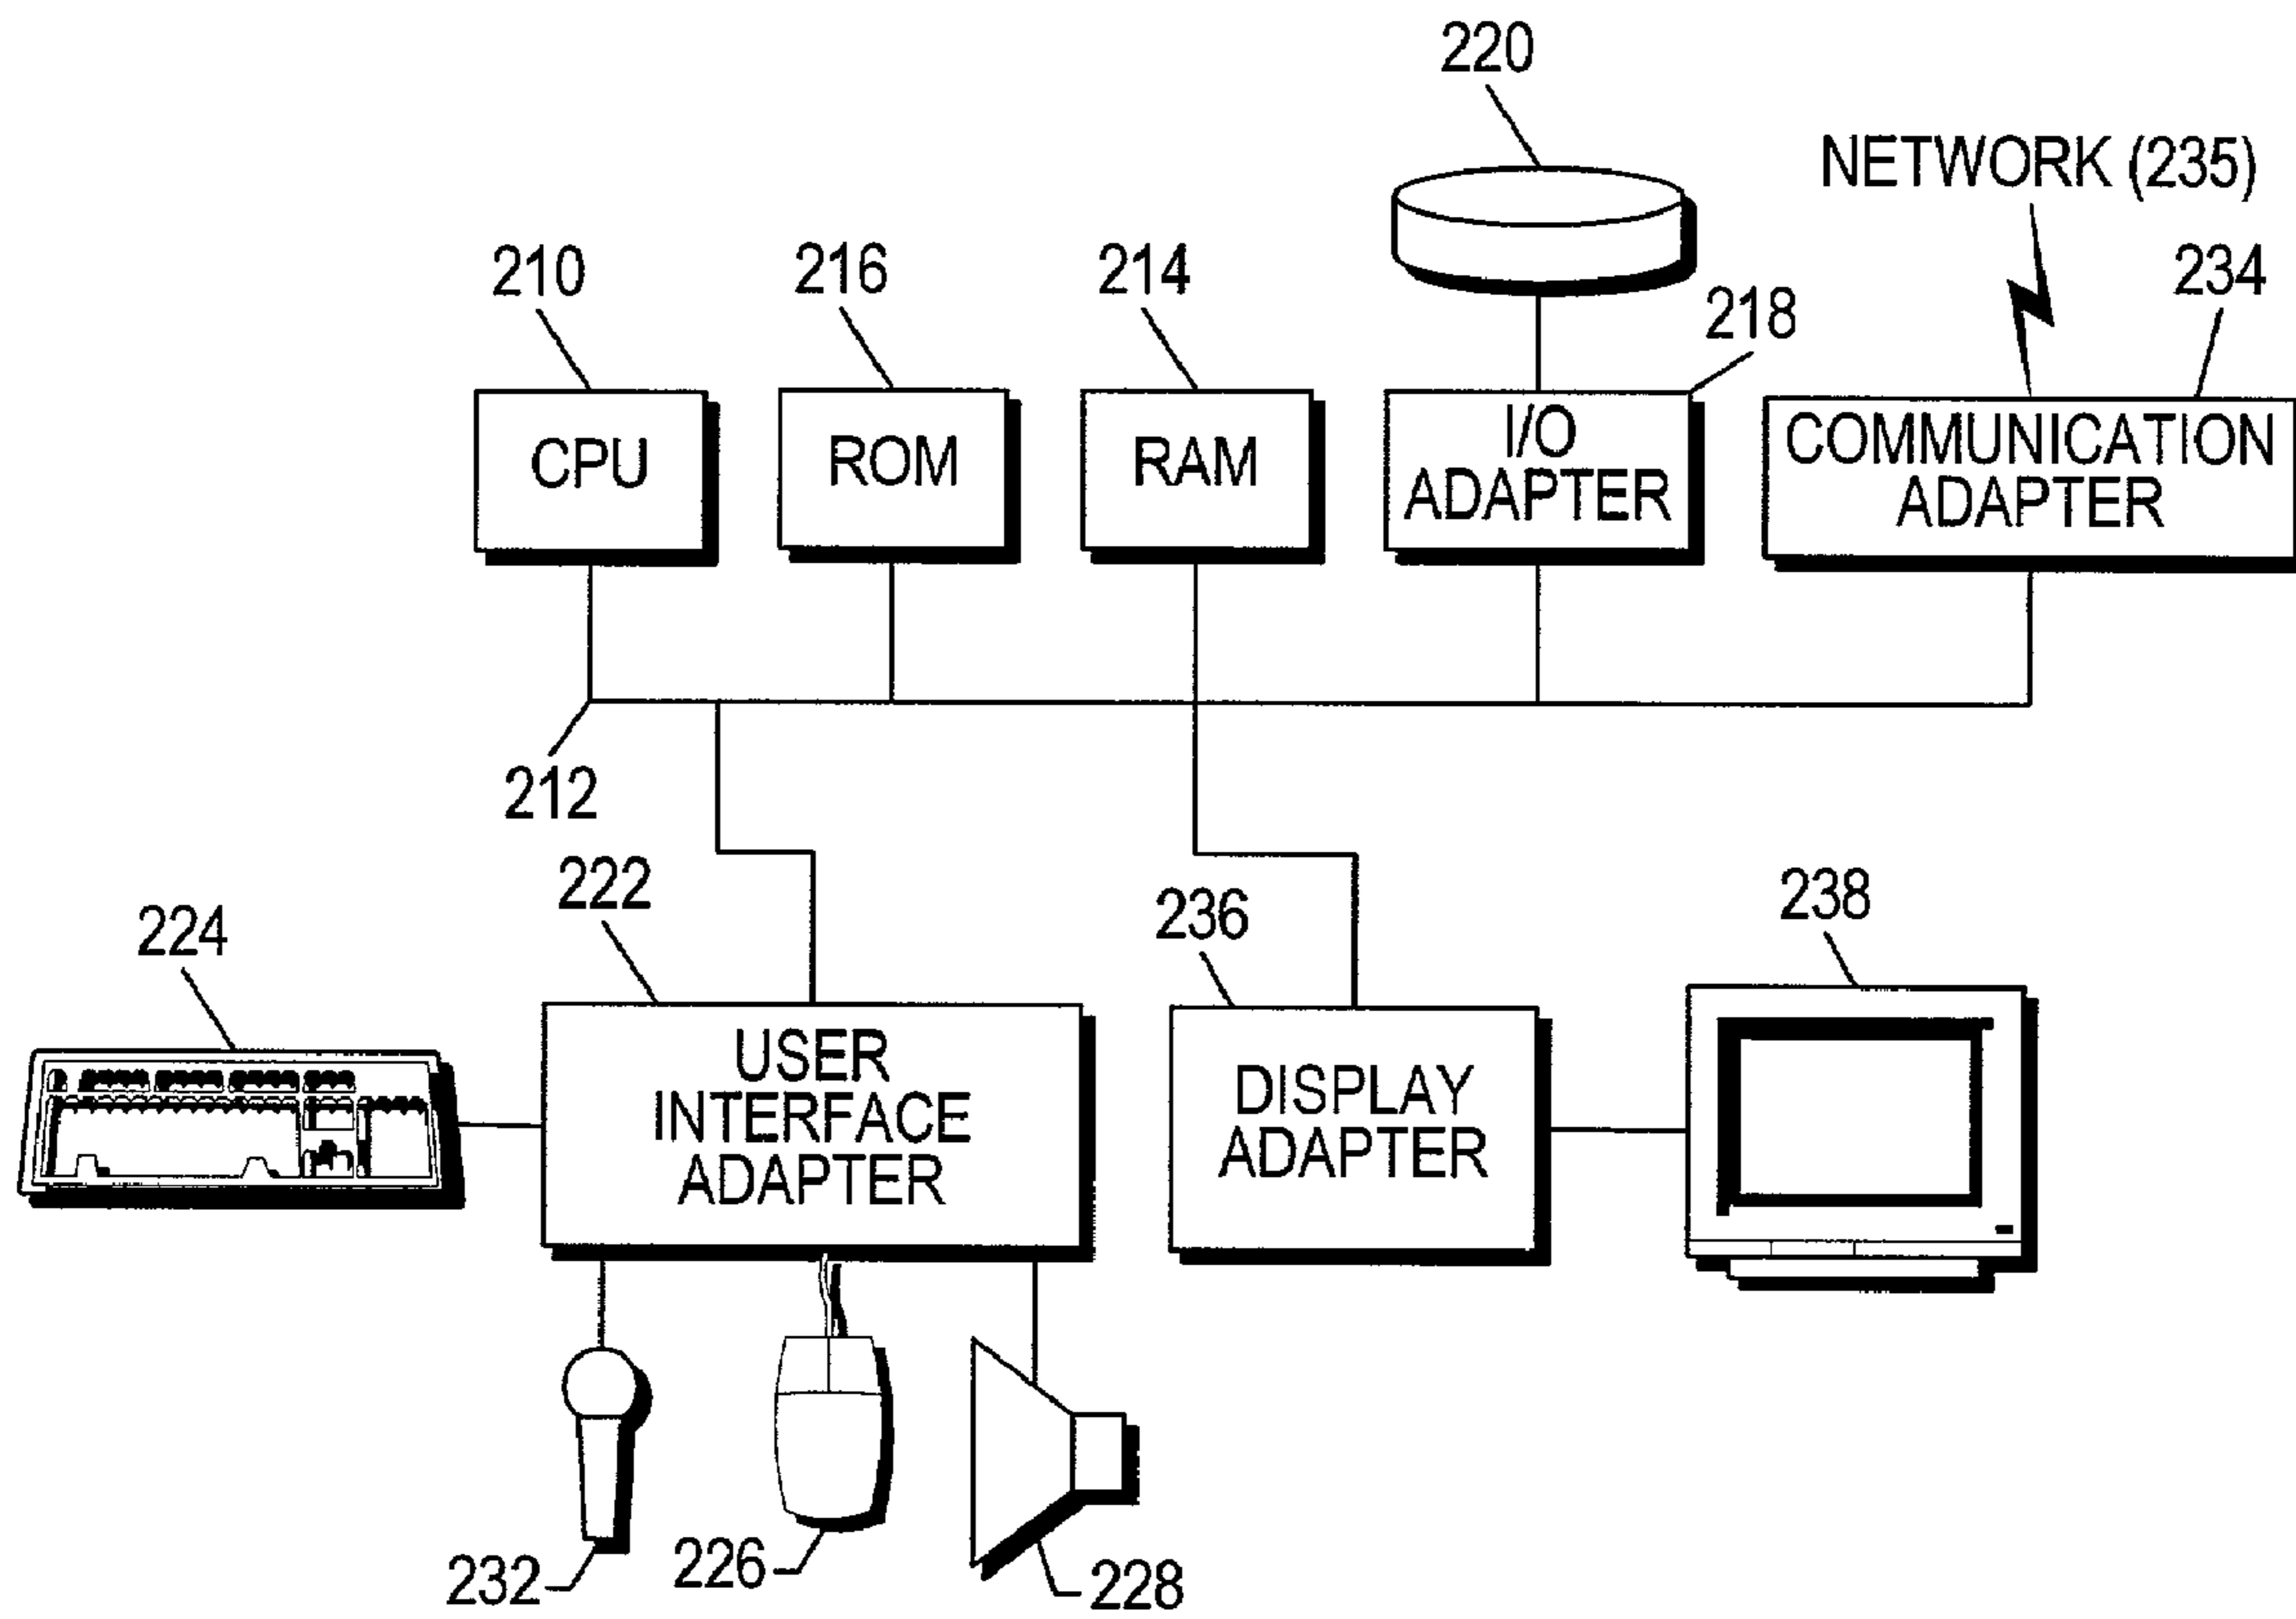 220
NETWORK (235)
210
216
214
218
234
CPU
ROM
RAM
I/O
ADAPTER
COMMUNICATION
ADAPTER
212
222
224
236
238
USER
INTERFACE
ADAPTER
DISPLAY
ADAPTER
232
226
228